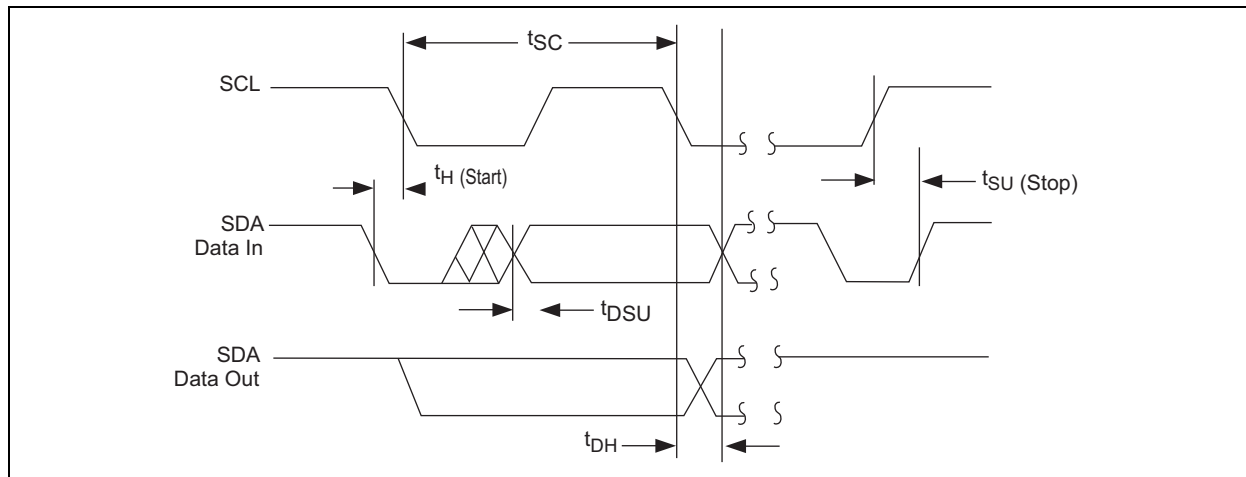 tSC
SCL
tH (Start)
tSU (Stop)
SDA
Data In
tDSU
SDA
Data Out
tDH